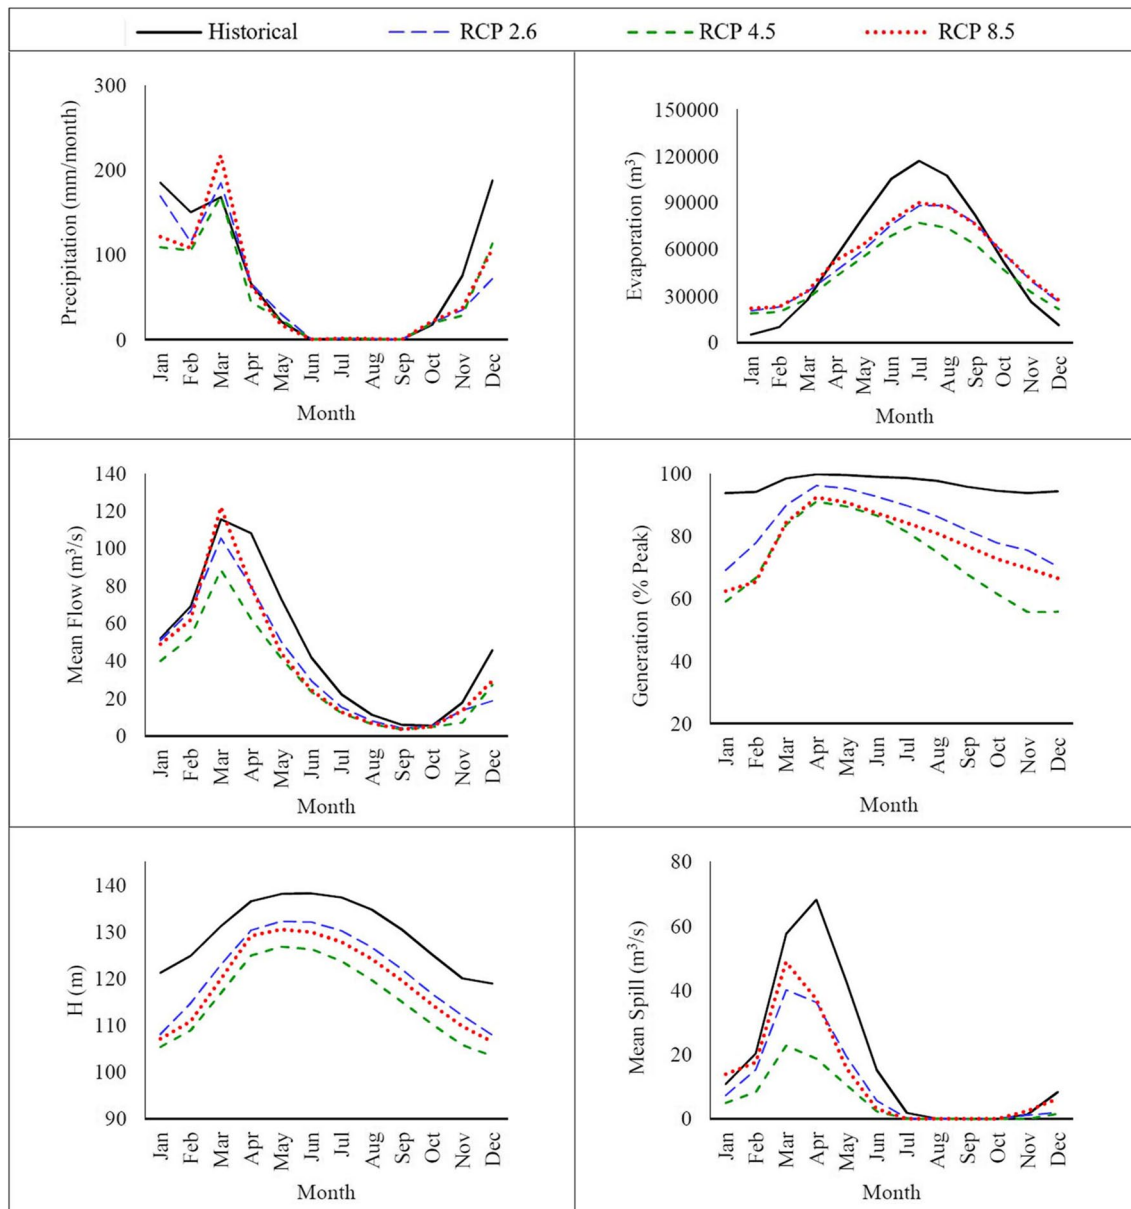 Historical RCP 2.6 RCP 4.5 RCP 8.5
Precipitation (mm/month)
300
200
100
0
Jan Feb Mar Apr May Jun Jul Aug Sep Oct Nov Dec
Month
Evaporation (m³)
150000
120000
90000
60000
30000
0
Jan Feb Mar Apr May Jun Jul Aug Sep Oct Nov Dec
Month
Mean Flow (m³/s)
140
120
100
80
60
40
20
0
Jan Feb Mar Apr May Jun Jul Aug Sep Oct Nov Dec
Month
Generation (% Peak)
100
80
60
40
20
Jan Feb Mar Apr May Jun Jul Aug Sep Oct Nov Dec
Month
H (m)
140
130
120
110
100
90
Jan Feb Mar Apr May Jun Jul Aug Sep Oct Nov Dec
Month
Mean Spill (m³/s)
80
60
40
20
0
Jan Feb Mar Apr May Jun Jul Aug Sep Oct Nov Dec
Month